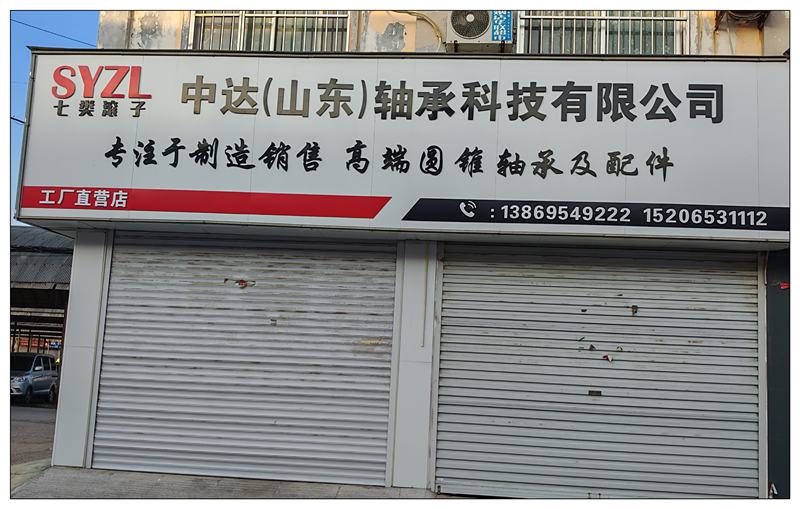 SYZL
七类滚子
中达(山东)轴承科技有限公司
专注于制造销售 高端圆锥轴承及配件
工厂直营店
:13869549222 15206531112